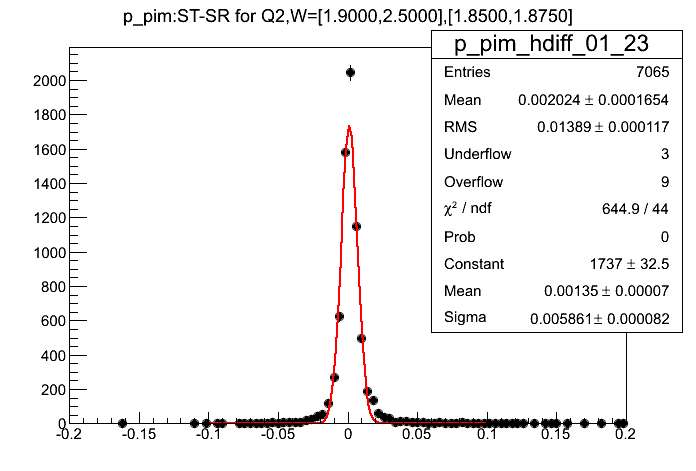 p_pim:ST-SR for Q2,W=[1.9000,2.5000],[1.8500,1.8750]
p_pim_hdiff_01_23
Entries 7065
Mean 0.002024 ± 0.0001654
RMS 0.01389 ± 0.000117
Underflow 3
Overflow 9
χ² / ndf 644.9 / 44
Prob 0
Constant 1737 ± 32.5
Mean 0.00135 ± 0.00007
Sigma 0.005861 ± 0.000082
2000
1800
1600
1400
1200
1000
800
600
400
200
0
-0.2 -0.15 -0.1 -0.05 0 0.05 0.1 0.15 0.2